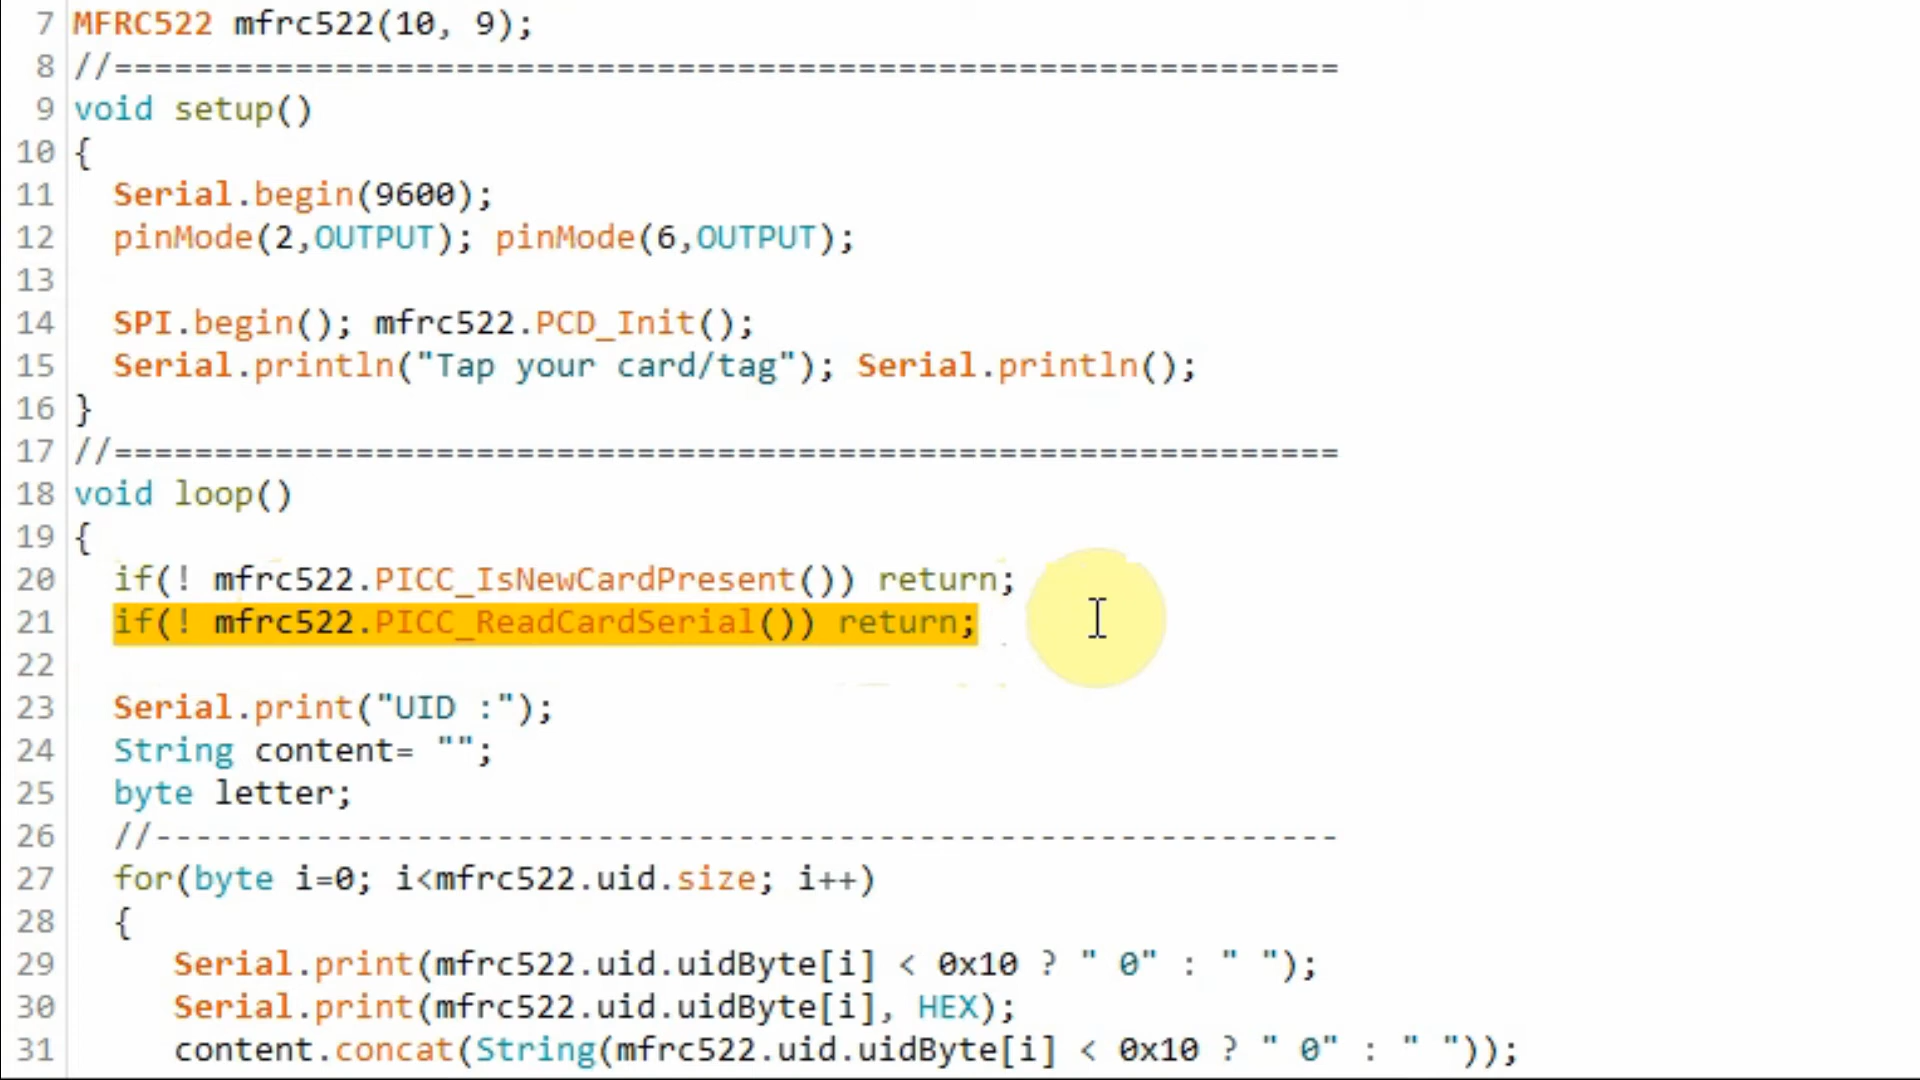 7 MFRC522 mfrc522(10, 9);
8 //=============================================================
9 void setup()
10 {
11 Serial.begin(9600);
12 pinMode(2,OUTPUT); pinMode(6,OUTPUT);
13
14 SPI.begin(); mfrc522.PCD_Init();
15 Serial.println("Tap your card/tag"); Serial.println();
16 }
17 //=============================================================
18 void loop()
19 {
20 if(! mfrc522.PICC_IsNewCardPresent()) return;
21 if(! mfrc522.PICC_ReadCardSerial()) return;
22
23 Serial.print("UID :");
24 String content= "";
25 byte letter;
26 //-----------------------------------------------------------
27 for(byte i=0; i<mfrc522.uid.size; i++)
28 {
29 Serial.print(mfrc522.uid.uidByte[i] < 0x10 ? " 0" : " ");
30 Serial.print(mfrc522.uid.uidByte[i], HEX);
31 content.concat(String(mfrc522.uid.uidByte[i] < 0x10 ? " 0" : " "));